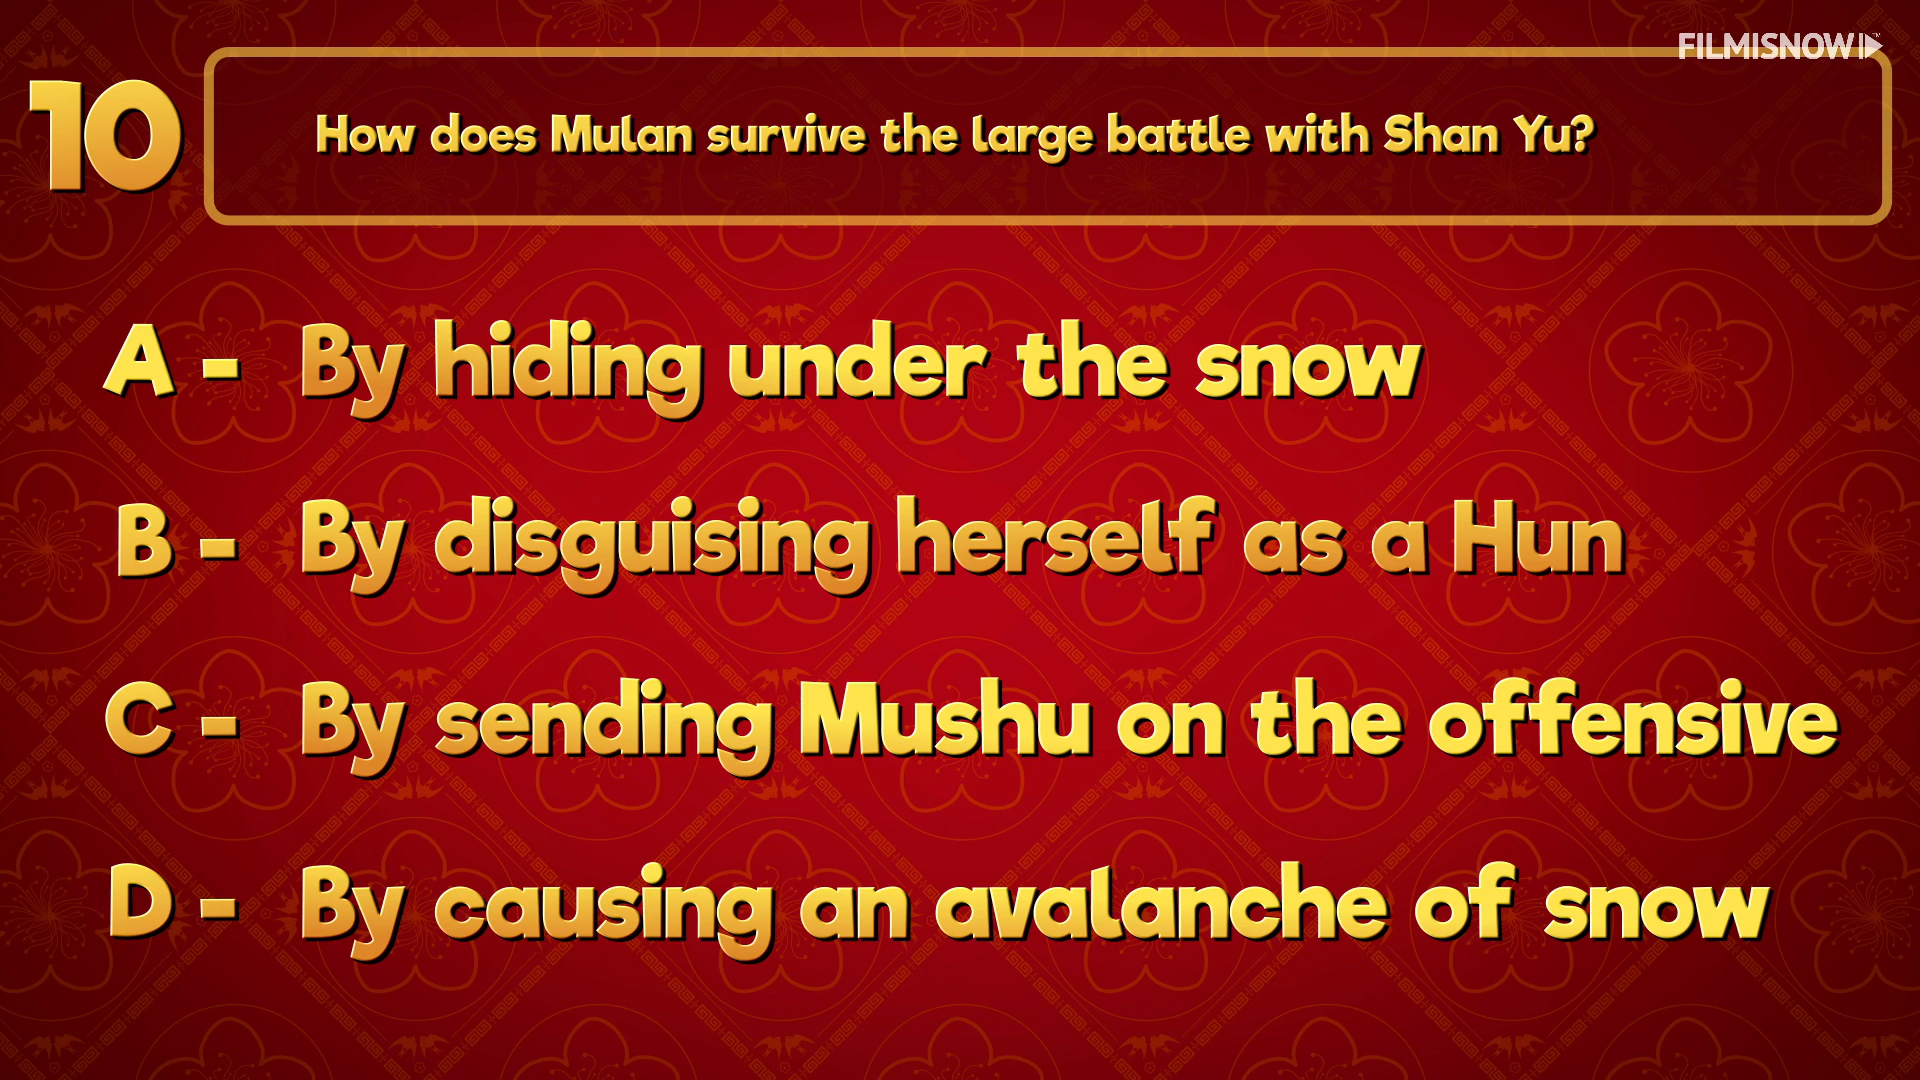 FILMISNOW
10 How does Mulan survive the large battle with Shan Yu?
A - By hiding under the snow
B - By disguising herself as a Hun
C - By sending Mushu on the offensive
D - By causing an avalanche of snow